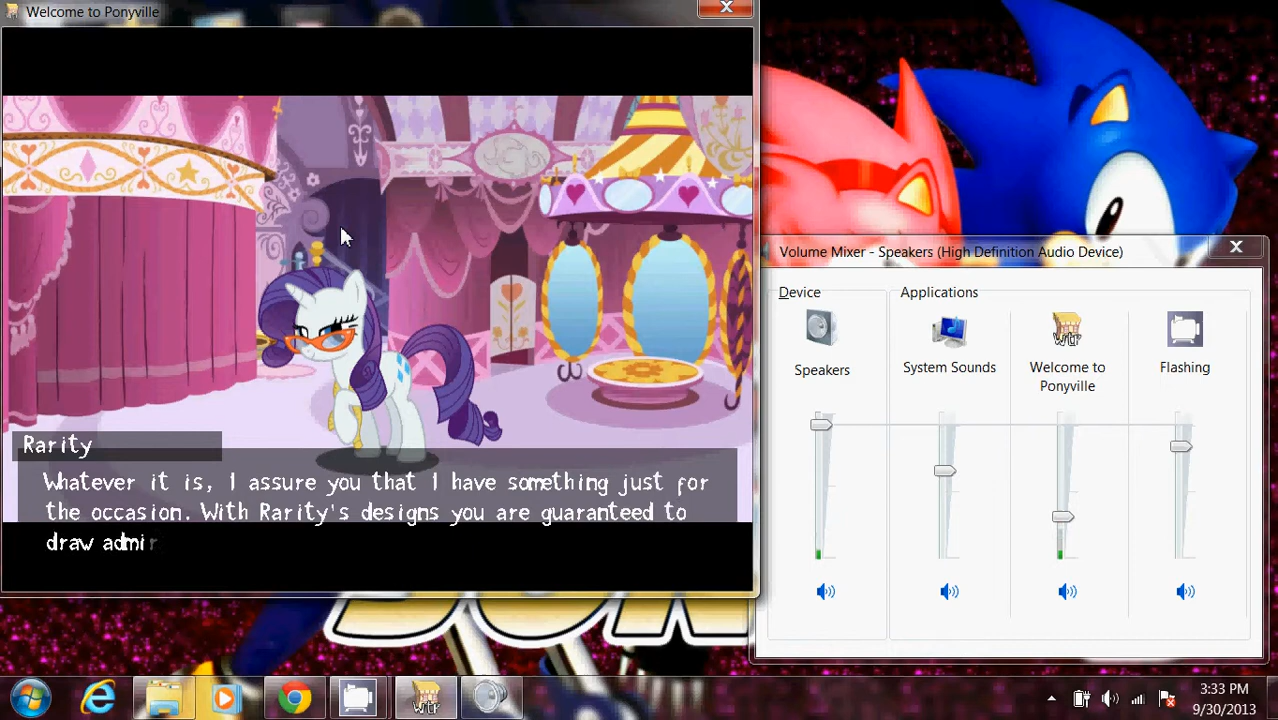 Welcome to Ponyville
Rarity
Whatever it is, I assure you that I have something just for
the occasion. With Rarity's designs you are guaranteed to
draw admir
Volume Mixer - Speakers (High Definition Audio Device)
Device
Applications
Speakers
System Sounds
Welcome to
Ponyville
Flashing
3:33 PM
9/30/2013